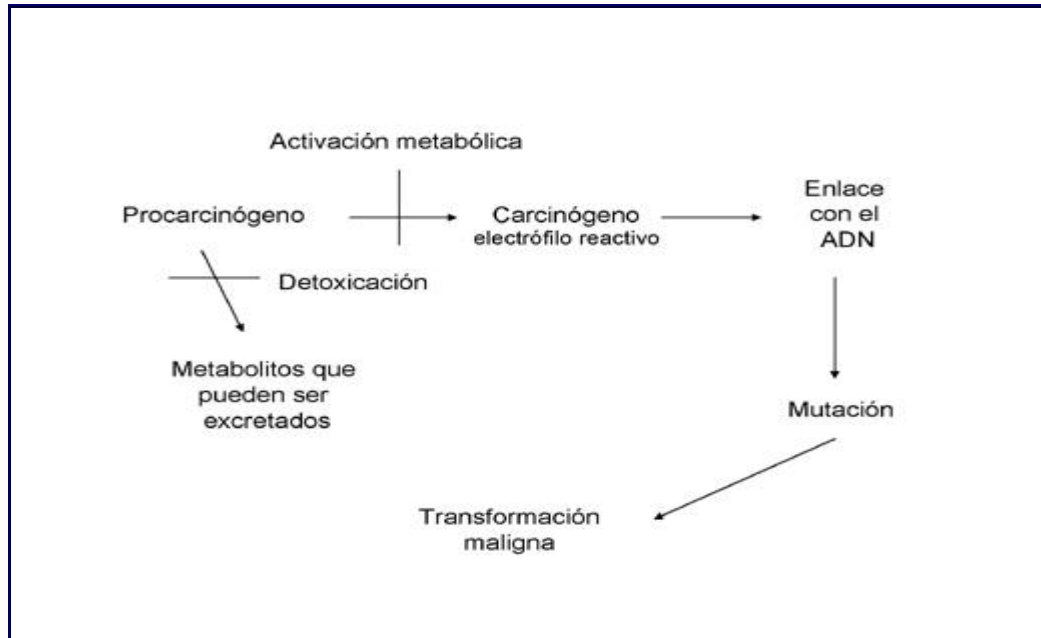 Activación metabólica
Procarcinógeno
Carcinógeno
electrófilo reactivo
Enlace
con el
ADN
Detoxicación
Metabolitos que
pueden ser
excretados
Mutación
Transformación
maligna